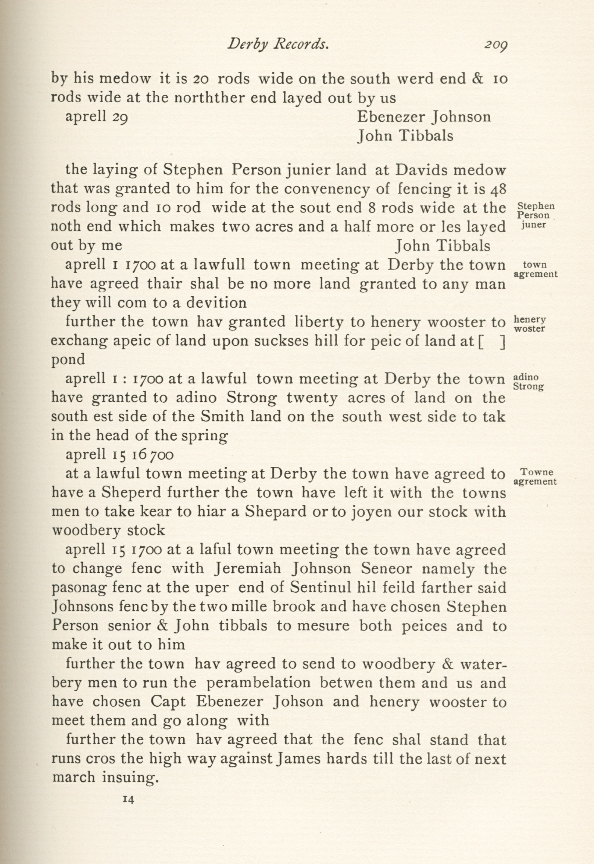 Derby Records. 209
by his medow it is 20 rods wide on the south werd end & 10
rods wide at the northther end layed out by us
aprell 29 Ebenezer Johnson
John Tibbals
the laying of Stephen Person junier land at Davids medow
that was granted to him for the convenency of fencing it is 48
rods long and 10 rod wide at the sout end 8 rods wide at the
noth end which makes two acres and a half more or les layed
out by me John Tibbals
Stephen
Person
juner
aprell 1 1700 at a lawfull town meeting at Derby the town
have agreed thair shal be no more land granted to any man
they will com to a devition
town
agrement
further the town hav granted liberty to henery wooster to
exchang apeic of land upon suckses hill for peic of land at [ ]
pond
henery
woster
aprell 1 : 1700 at a lawful town meeting at Derby the town
have granted to adino Strong twenty acres of land on the
south est side of the Smith land on the south west side to tak
in the head of the spring
adino
Strong
aprell 15 16700
at a lawful town meeting at Derby the town have agreed to
have a Sheperd further the town have left it with the towns
men to take kear to hiar a Shepard or to joyen our stock with
woodbery stock
Towne
agrement
aprell 15 1700 at a laful town meeting the town have agreed
to change fenc with Jeremiah Johnson Seneor namely the
pasonag fenc at the uper end of Sentinul hil feild farther said
Johnsons fenc by the two mille brook and have chosen Stephen
Person senior & John tibbals to mesure both peices and to
make it out to him
further the town hav agreed to send to woodbery & water-
bery men to run the perambelation betwen them and us and
have chosen Capt Ebenezer Johson and henery wooster to
meet them and go along with
further the town hav agreed that the fenc shal stand that
runs cros the high way against James hards till the last of next
march insuing.
14